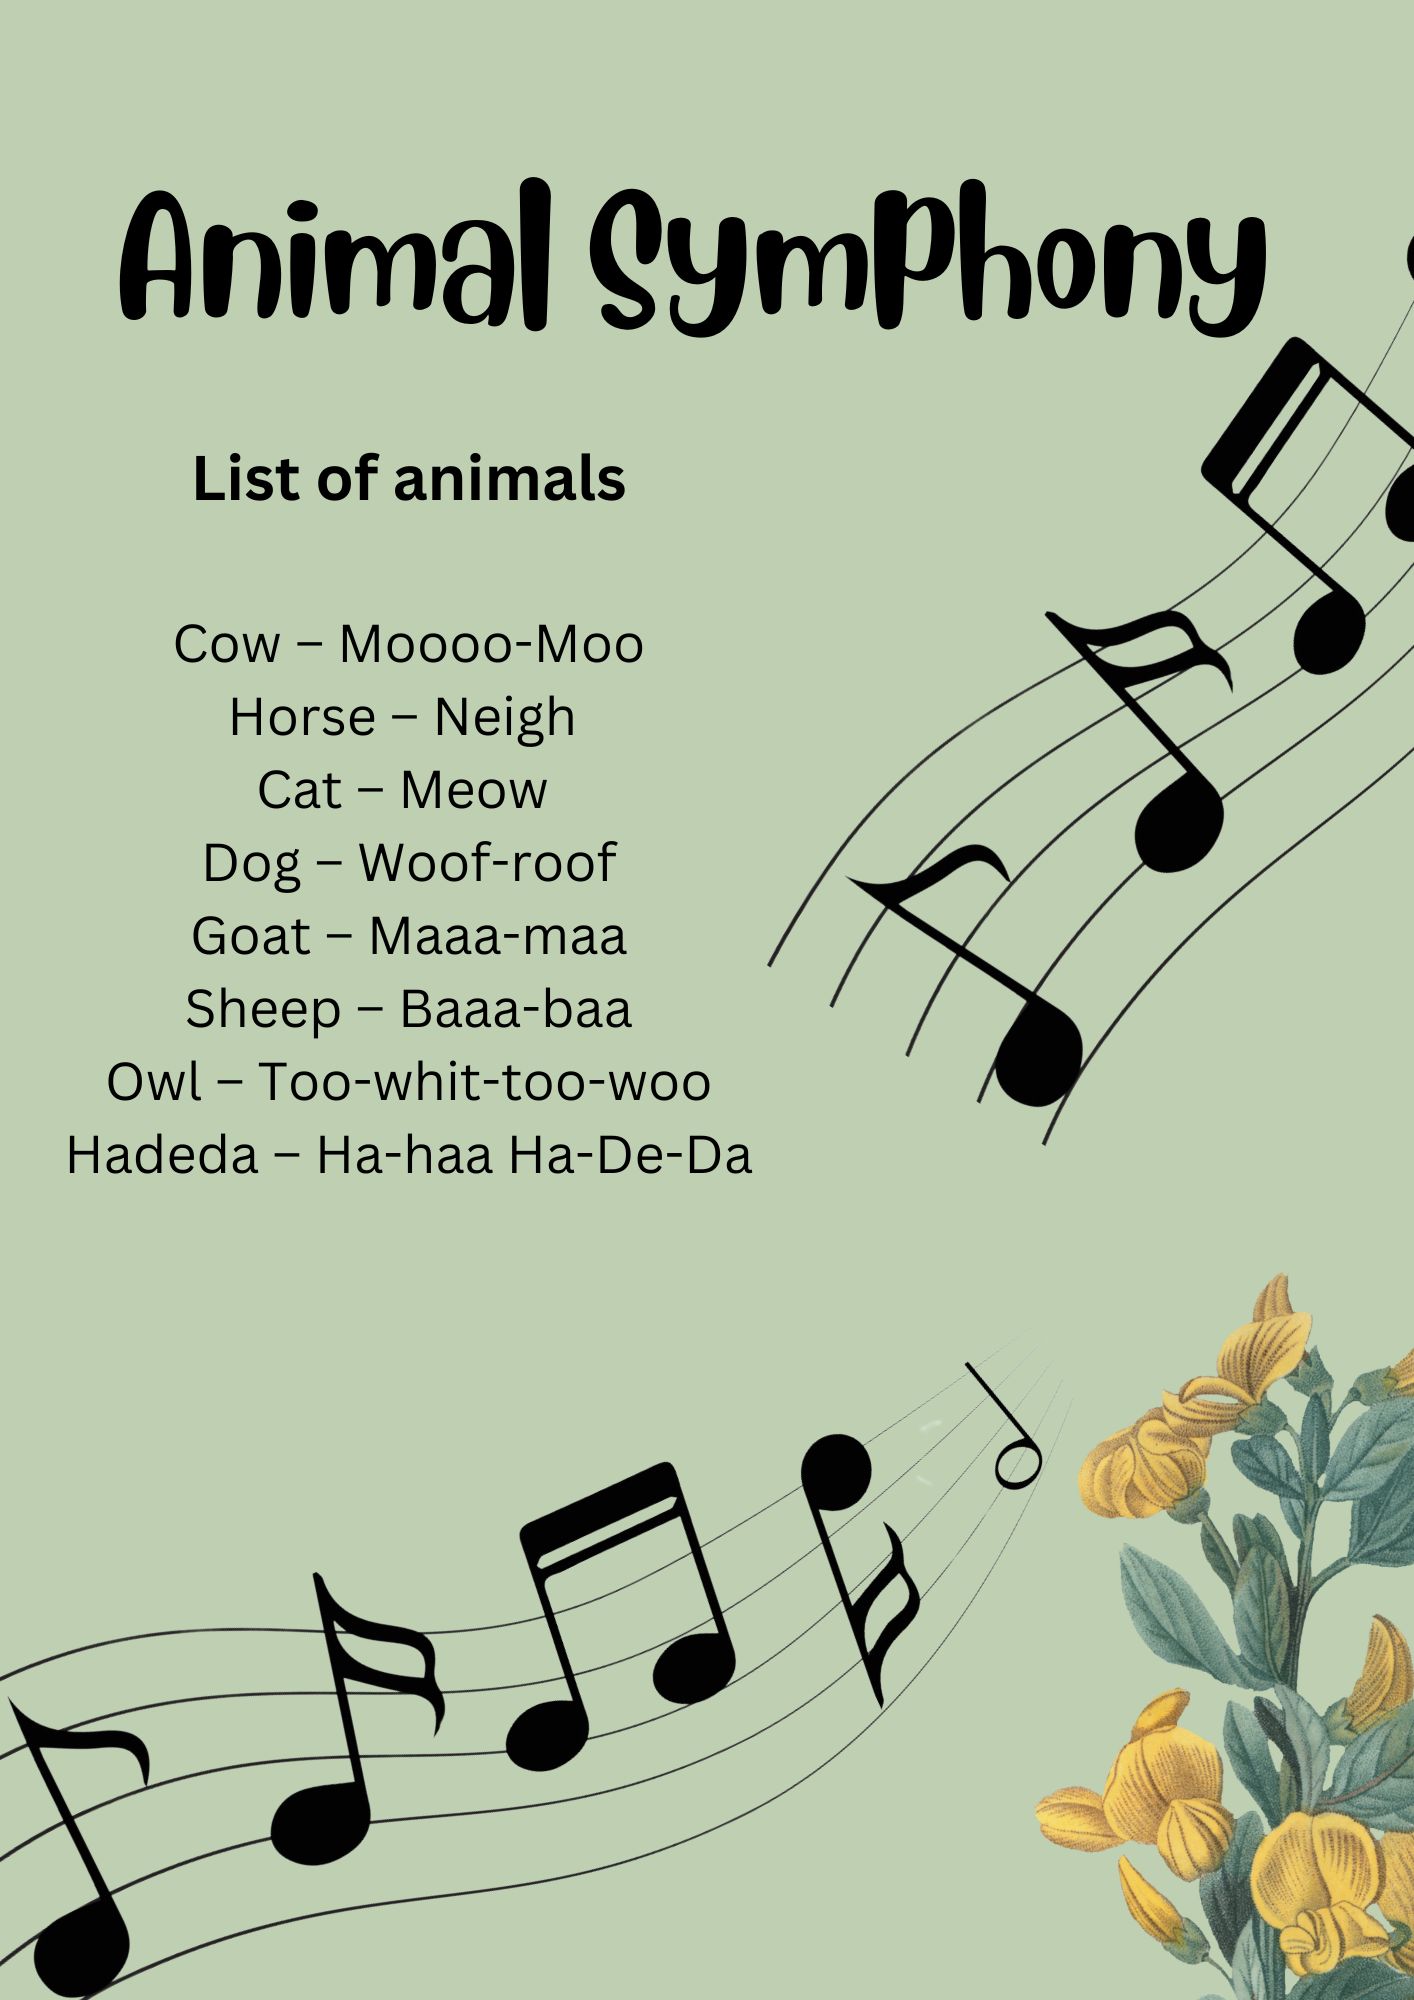 Animal Symphony
List of animals
Cow – Moooo-Moo
Horse – Neigh
Cat – Meow
Dog – Woof-roof
Goat – Maaa-maa
Sheep – Baaa-baa
Owl – Too-whit-too-woo
Hadeda – Ha-haa Ha-De-Da